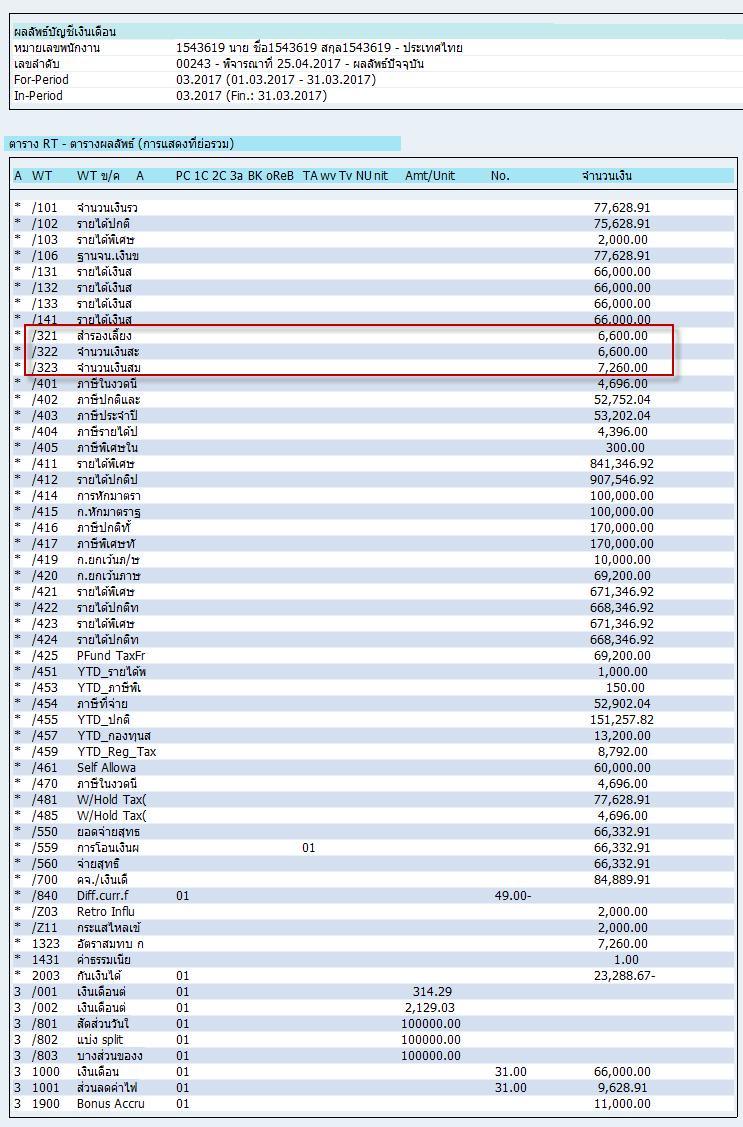 ผลลัพธ์บัญชีเงินเดือน
หมายเลขพนักงาน 1543619 นาย ชื่อ1543619 สกุล1543619 - ประเทศไทย
เลขลำดับ 00243 - พิจารณาที่ 25.04.2017 - ผลลัพธ์ปัจจุบัน
For-Period 03.2017 (01.03.2017 - 31.03.2017)
In-Period 03.2017 (Fin.: 31.03.2017)
ตาราง RT - ตารางผลลัพธ์ (การแสดงที่ย่อรวม)
A WT WT ข/ค A PC 1C 2C 3a BK oReB TA wv Tv NU nit Amt/Unit No. จำนวนเงิน
* /101 จำนวนเงินรว 77,628.91
* /102 รายได้ปกติ 75,628.91
* /103 รายได้พิเศษ 2,000.00
* /106 ฐานจน.เงินข 77,628.91
* /131 รายได้เงินส 66,000.00
* /132 รายได้เงินส 66,000.00
* /133 รายได้เงินส 66,000.00
* /141 รายได้เงินส 66,000.00
* /321 สำรองเลี้ยง 6,600.00
* /322 จำนวนเงินสะ 6,600.00
* /323 จำนวนเงินสม 7,260.00
* /401 ภาษีในงวดนี้ 4,696.00
* /402 ภาษีปกติและ 52,752.04
* /403 ภาษีประจำปี 53,202.04
* /404 ภาษีรายได้ป 4,396.00
* /405 ภาษีพิเศษใน 300.00
* /411 รายได้พิเศษ 841,346.92
* /412 รายได้ปกติป 907,546.92
* /414 การหักมาตรา 100,000.00
* /415 ก.หักมาตราฐ 100,000.00
* /416 ภาษีปกติทั้ 170,000.00
* /417 ภาษีพิเศษทั 170,000.00
* /419 ก.ยกเว้นภ/ษ 10,000.00
* /420 ก.ยกเว้นภาษ 69,200.00
* /421 รายได้พิเศษ 671,346.92
* /422 รายได้ปกติท 668,346.92
* /423 รายได้พิเศษ 671,346.92
* /424 รายได้ปกติท 668,346.92
* /425 PFund TaxFr 69,200.00
* /451 YTD_รายได้พ 1,000.00
* /453 YTD_ภาษีพิเ 150.00
* /454 ภาษีที่จ่าย 52,902.04
* /455 YTD_ปกติ 151,257.82
* /457 YTD_กองทุนส 13,200.00
* /459 YTD_Reg_Tax 8,792.00
* /461 Self Allowa 60,000.00
* /470 ภาษีในงวดนี้ 4,696.00
* /481 W/Hold Tax( 77,628.91
* /485 W/Hold Tax( 4,696.00
* /550 ยอดจ่ายสุทธ 66,332.91
* /559 การโอนเงินผ 01 66,332.91
* /560 จ่ายสุทธิ 66,332.91
* /700 คจ./เงินเดื 84,889.91
* /840 Diff.curr.f 01 49.00-
* /Z03 Retro Influ 2,000.00
* /Z11 กระแสไหลเข้ 2,000.00
* 1323 อัตราสมทบ ก 7,260.00
* 1431 ค่าธรรมเนีย 1.00
* 2003 กันเงินได้ 01 23,288.67-
3 /001 เงินเดือนต่ 01 314.29
3 /002 เงินเดือนต่ 01 2,129.03
3 /801 สัดส่วนวันใ 01 100000.00
3 /802 แบ่ง split 01 100000.00
3 /803 บางส่วนของง 01 100000.00
3 1000 เงินเดือน 01 31.00 66,000.00
3 1001 ส่วนลดค่าไฟ 01 31.00 9,628.91
3 1900 Bonus Accru 01 11,000.00